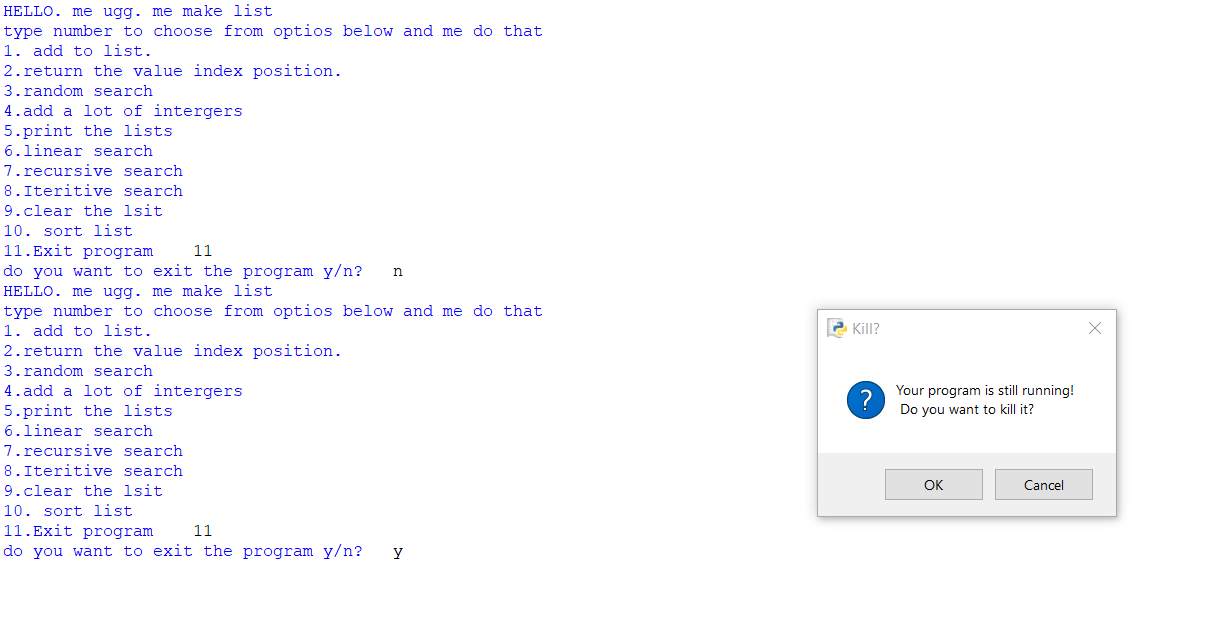 HELLO. me ugg. me make list
type number to choose from optios below and me do that
1. add to list.
2.return the value index position.
3.random search
4.add a lot of intergers
5.print the lists
6.linear search
7.recursive search
8.Iteritive search
9.clear the lsit
10. sort list
11.Exit program    11
do you want to exit the program y/n?   n
HELLO. me ugg. me make list
type number to choose from optios below and me do that
1. add to list.
2.return the value index position.
3.random search
4.add a lot of intergers
5.print the lists
6.linear search
7.recursive search
8.Iteritive search
9.clear the lsit
10. sort list
11.Exit program    11
do you want to exit the program y/n?   y
Kill?
Your program is still running!
Do you want to kill it?
OK Cancel